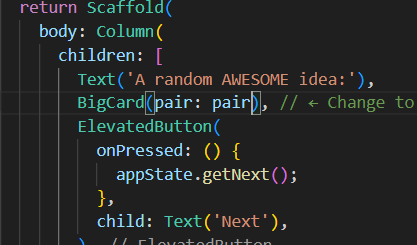 return Scaffold(
body: Column(
children: [
Text('A random AWESOME idea:'),
BigCard(pair: pair), // ← Change to
ElevatedButton(
onPressed: () {
appState.getNext();
},
child: Text('Next'),
), // ElevatedButton